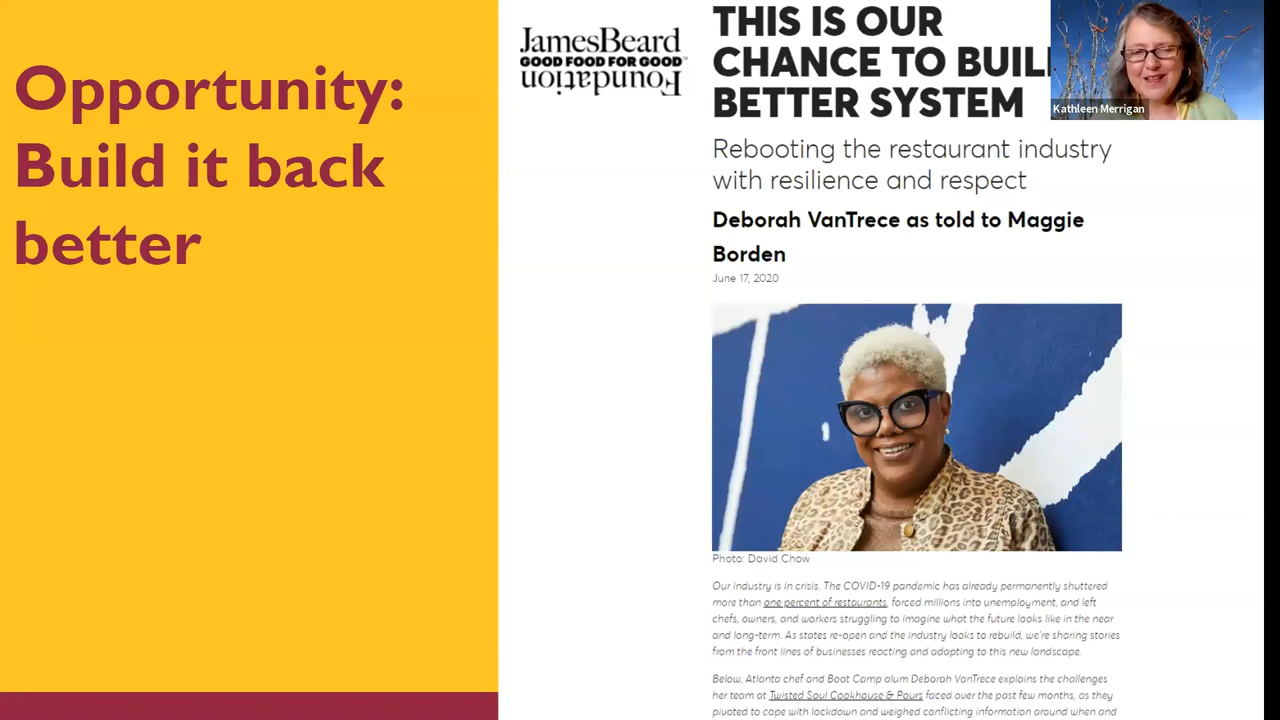 Opportunity:
Build it back
better
JamesBeard
GOOD FOOD FOR GOOD™
Foundation
THIS IS OUR
CHANCE TO BUIL
BETTER SYSTEM
Kathleen Merrigan
Rebooting the restaurant industry
with resilience and respect
Deborah VanTrece as told to Maggie
Borden
June 17, 2020
Photo: David Chow
Our industry is in crisis. The COVID-19 pandemic has already permanently shuttered
more than one percent of restaurants, forced millions into unemployment, and left
chefs, owners, and workers struggling to imagine what the future looks like in the near
and long-term. As states re-open and the industry looks to rebuild, we're sharing stories
from the front lines of businesses reacting and adapting to this new landscape.
Below, Atlanta chef and Boot Camp alum Deborah VanTrece explains the challenges
her team at Twisted Soul Cookhouse & Pours faced over the past few months, as they
pivoted to cope with lockdown and weighed conflicting information around when and